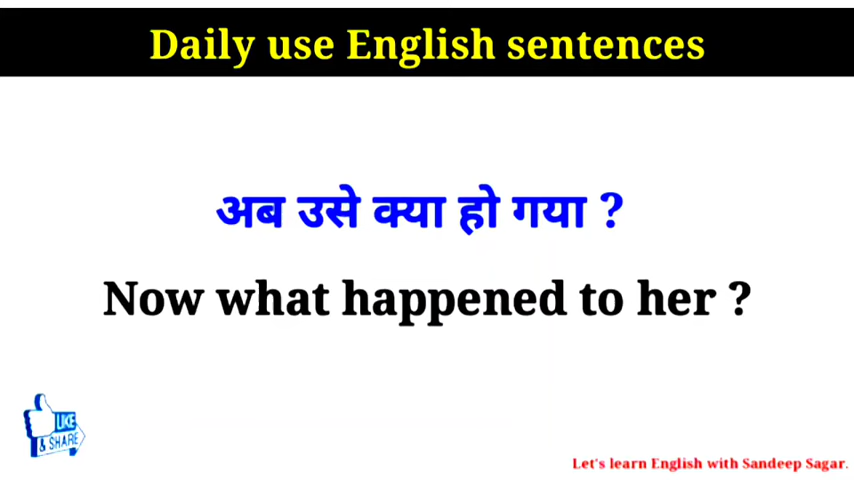 Daily use English sentences
अब उसे क्या हो गया ?
Now what happened to her ?
LIKE
& SHARE
Let's learn English with Sandeep Sagar.